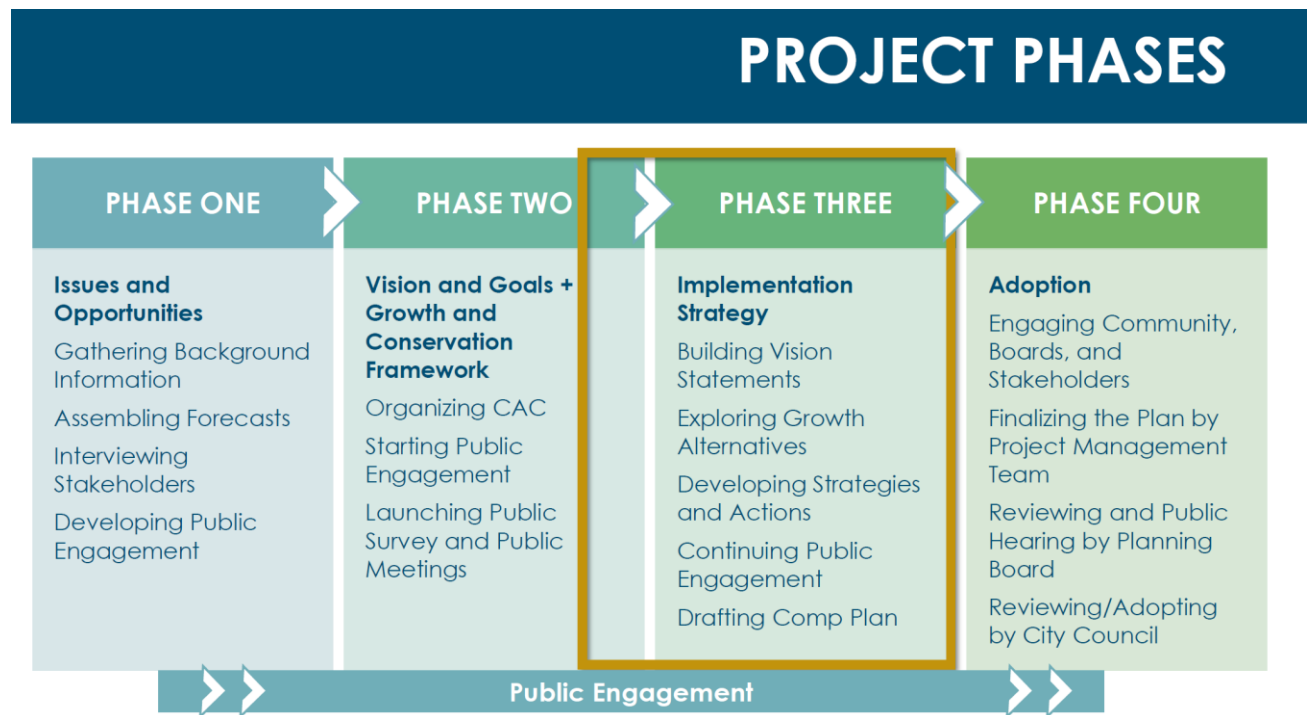 PROJECT PHASES
PHASE ONE
Issues and
Opportunities
Gathering Background
Information
Assembling Forecasts
Interviewing
Stakeholders
Developing Public
Engagement
PHASE TWO
Vision and Goals +
Growth and
Conservation
Framework
Organizing CAC
Starting Public
Engagement
Launching Public
Survey and Public
Meetings
PHASE THREE
Implementation
Strategy
Building Vision
Statements
Exploring Growth
Alternatives
Developing Strategies
and Actions
Continuing Public
Engagement
Drafting Comp Plan
PHASE FOUR
Adoption
Engaging Community,
Boards, and
Stakeholders
Finalizing the Plan by
Project Management
Team
Reviewing and Public
Hearing by Planning
Board
Reviewing/Adopting
by City Council
Public Engagement